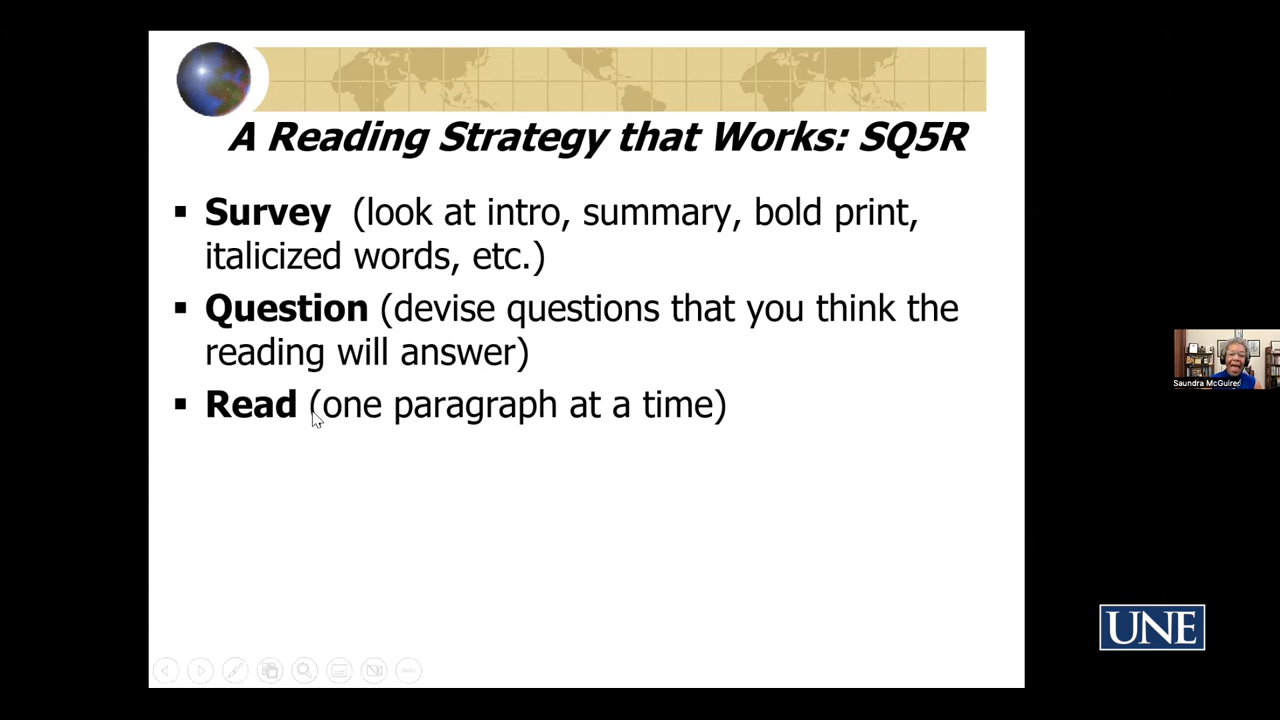 A Reading Strategy that Works: SQ5R
▪ Survey (look at intro, summary, bold print,
italicized words, etc.)
▪ Question (devise questions that you think the
reading will answer)
▪ Read (one paragraph at a time)
Saundra McGuire
UNE